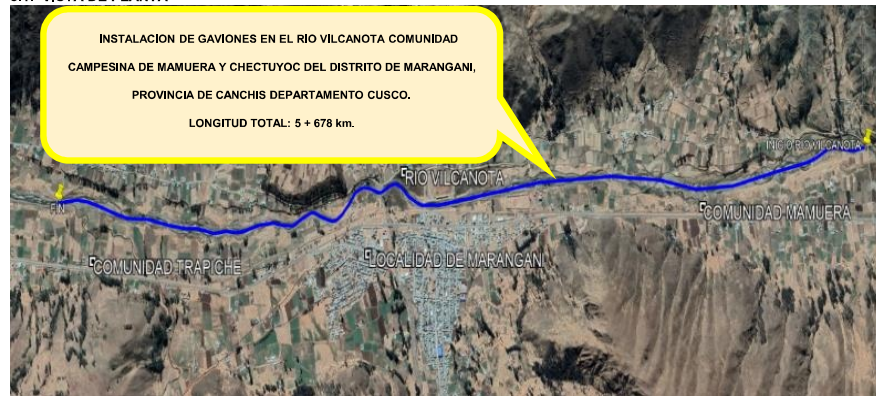 INSTALACION DE GAVIONES EN EL RIO VILCANOTA COMUNIDAD
CAMPESINA DE MAMUERA Y CHECTUYOC DEL DISTRITO DE MARANGANI,
PROVINCIA DE CANCHIS DEPARTAMENTO CUSCO.
LONGITUD TOTAL: 5 + 678 km.
INICIO RIO VILCANOTA
RIO VILCANOTA
FIN
COMUNIDAD MAMUERA
LOCALIDAD DE MARANGANI
COMUNIDAD TRAPICHE